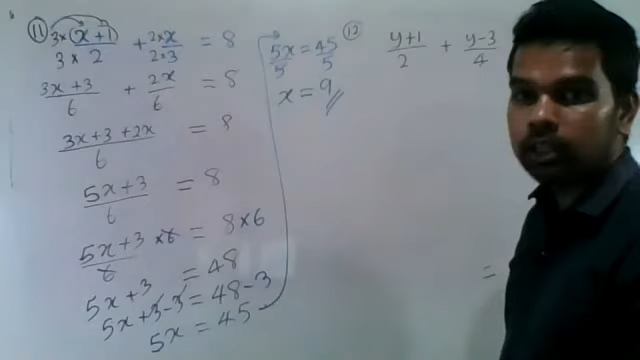 (11) 3×(x+1)/3×2 + 2×x/2×3 = 8
3x+3/6 + 2x/6 = 8
3x+3+2x/6 = 8
5x+3/6 = 8
5x+3/6 ×6 = 8×6
5x+3 = 48
5x+3-3 = 48-3
5x = 45
5x/5 = 45/5
x = 9
(12) y+1/2 + y-3/4
=